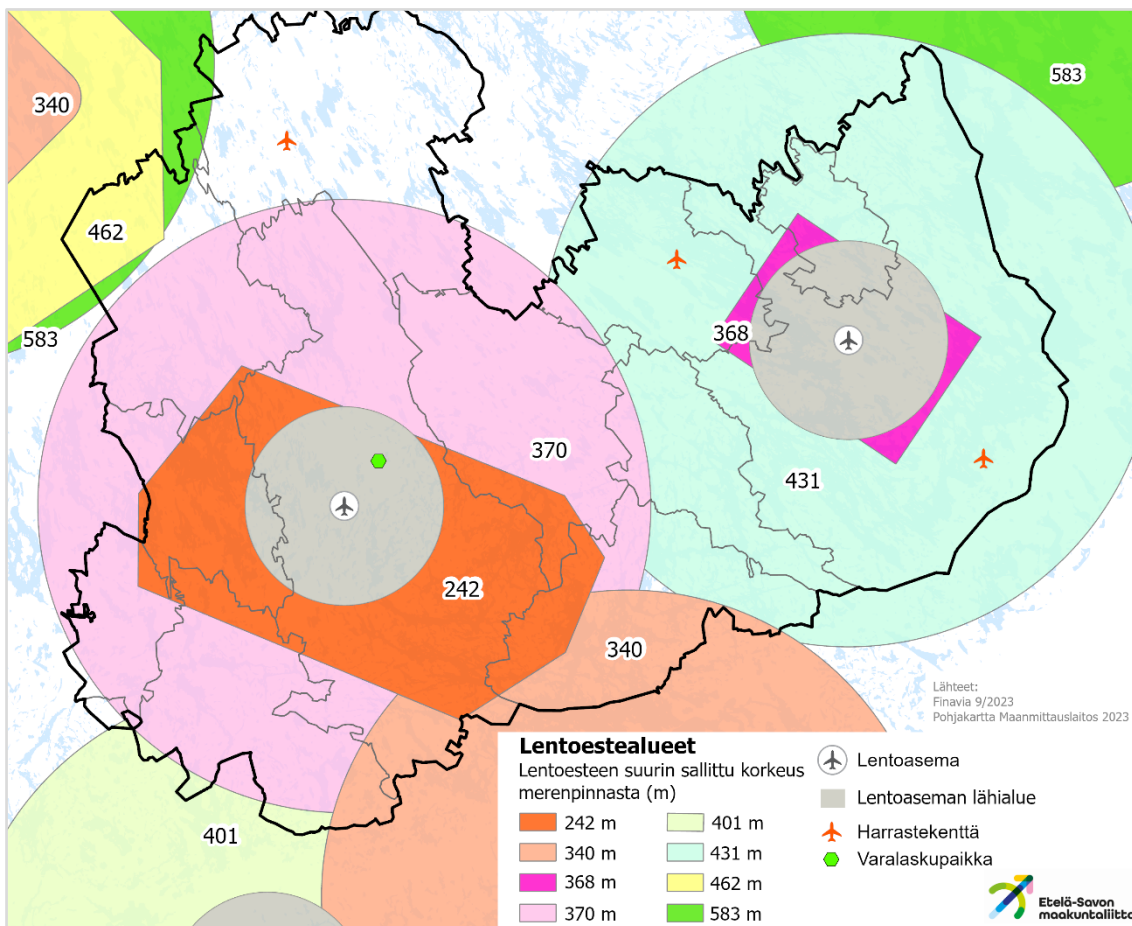 583
340
462
583
368
370
431
242
340
401
Lähteet:
Finavia 9/2023
Pohjakartta Maanmittauslaitos 2023
Lentoestealueet
Lentoesteen suurin sallittu korkeus
merenpinnasta (m)
242 m
340 m
368 m
370 m
401 m
431 m
462 m
583 m
Lentoasema
Lentoaseman lähialue
Harrastekenttä
Varalaskupaikka
Etelä-Savon
maakuntaliitto